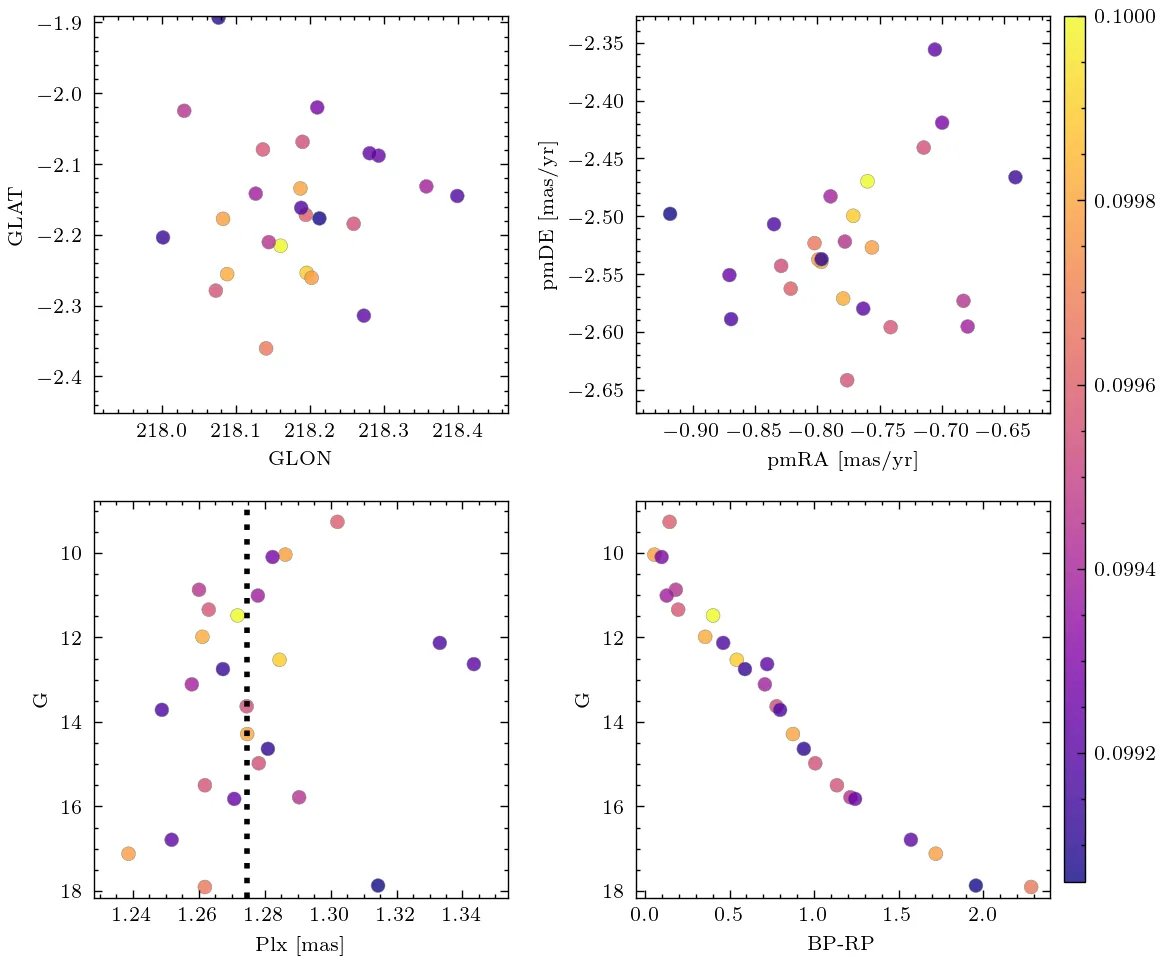 −1.9
−2.0
−2.1
−2.2
−2.3
−2.4
GLAT
218.0 218.1 218.2 218.3 218.4
GLON
−2.35
−2.40
−2.45
−2.50
−2.55
−2.60
−2.65
pmDE [mas/yr]
−0.90 −0.85 −0.80 −0.75 −0.70 −0.65
pmRA [mas/yr]
0.1000
0.0998
0.0996
0.0994
0.0992
10
12
14
16
18
G
1.24 1.26 1.28 1.30 1.32 1.34
Plx [mas]
10
12
14
16
18
G
0.0 0.5 1.0 1.5 2.0
BP-RP